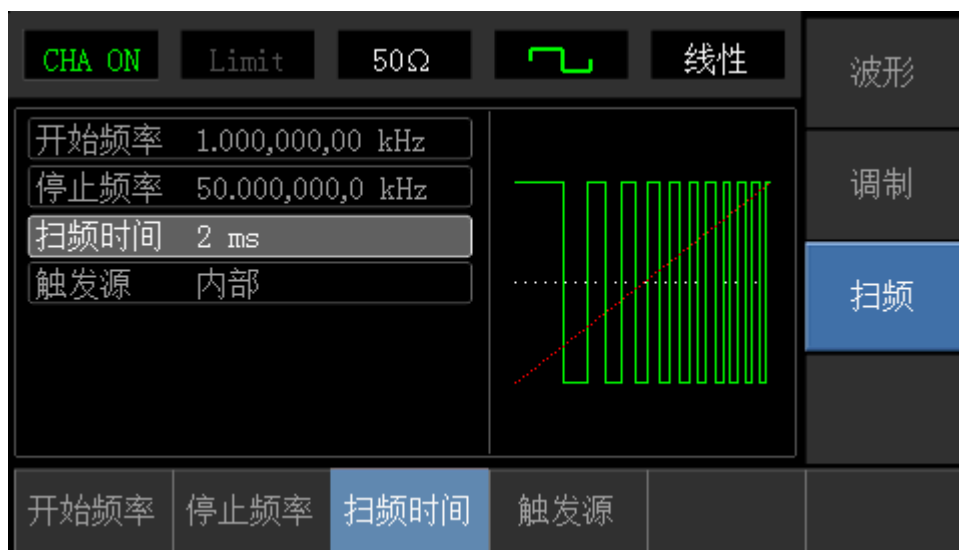 CHA ON Limit 50Ω 线性
波形
开始频率 1.000,000,00 kHz
停止频率 50.000,000,0 kHz
调制
扫频时间 2 ms
触发源 内部
扫频
开始频率 停止频率 扫频时间 触发源